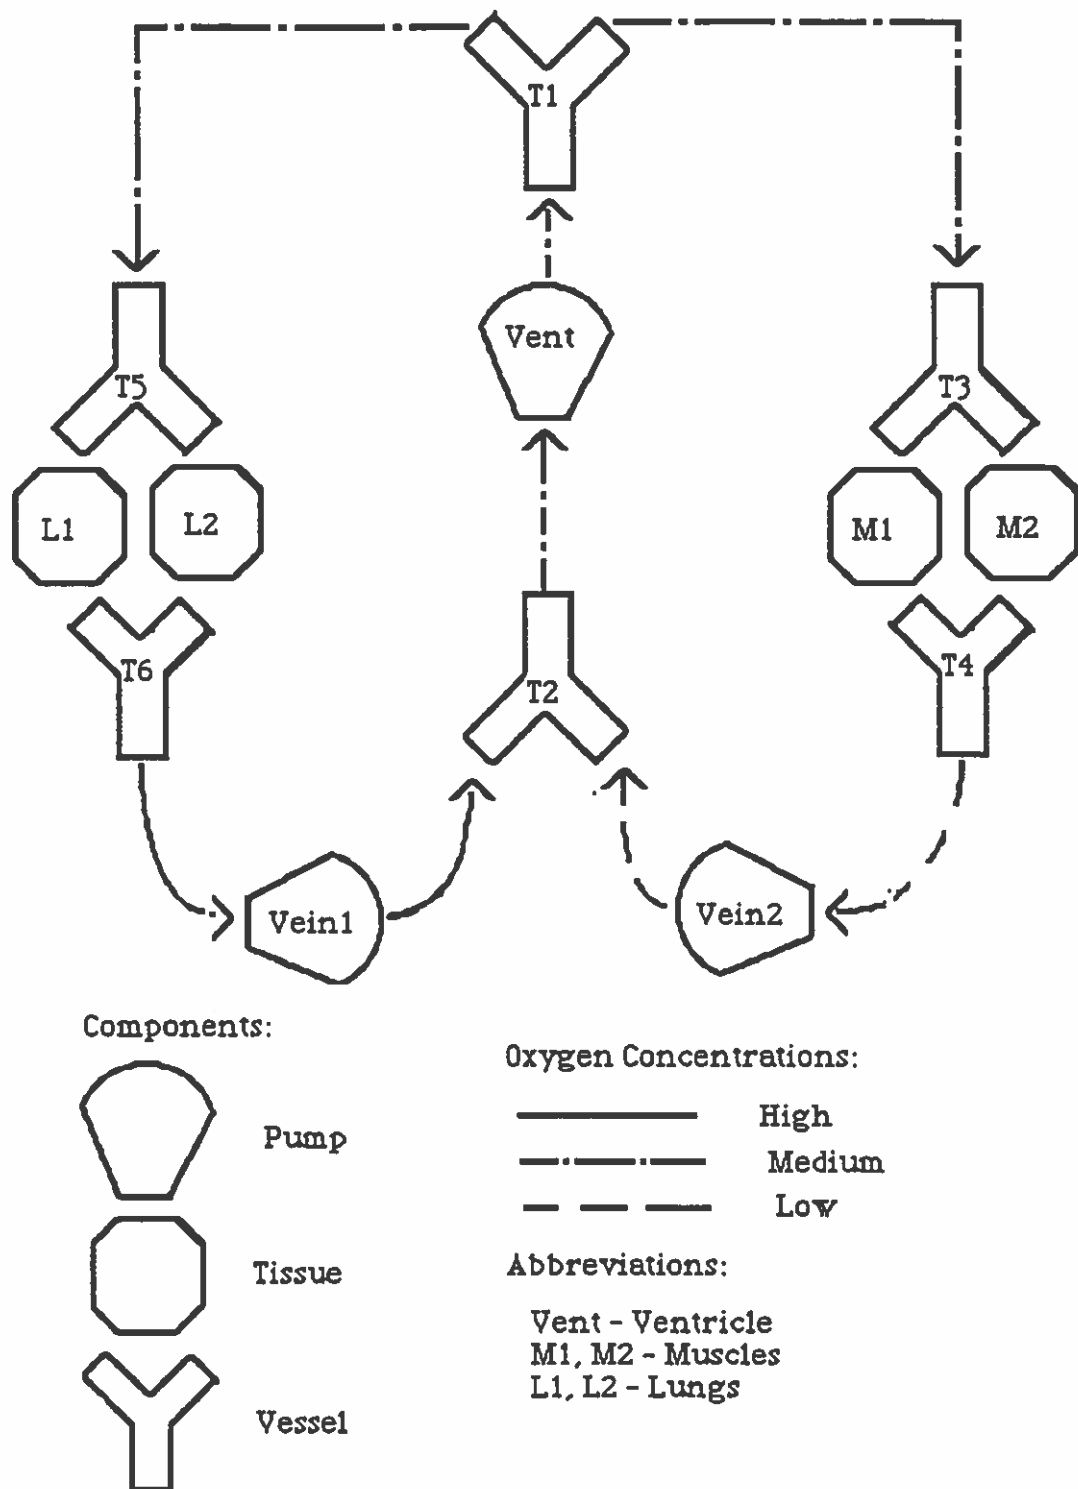 T1
Vent
T5
T3
L1
L2
M1
M2
T6
T2
T4
Vein1
Vein2
Components:
Pump
Tissue
Vessel
Oxygen Concentrations:
High
Medium
Low
Abbreviations:
Vent - Ventricle
M1, M2 - Muscles
L1, L2 - Lungs